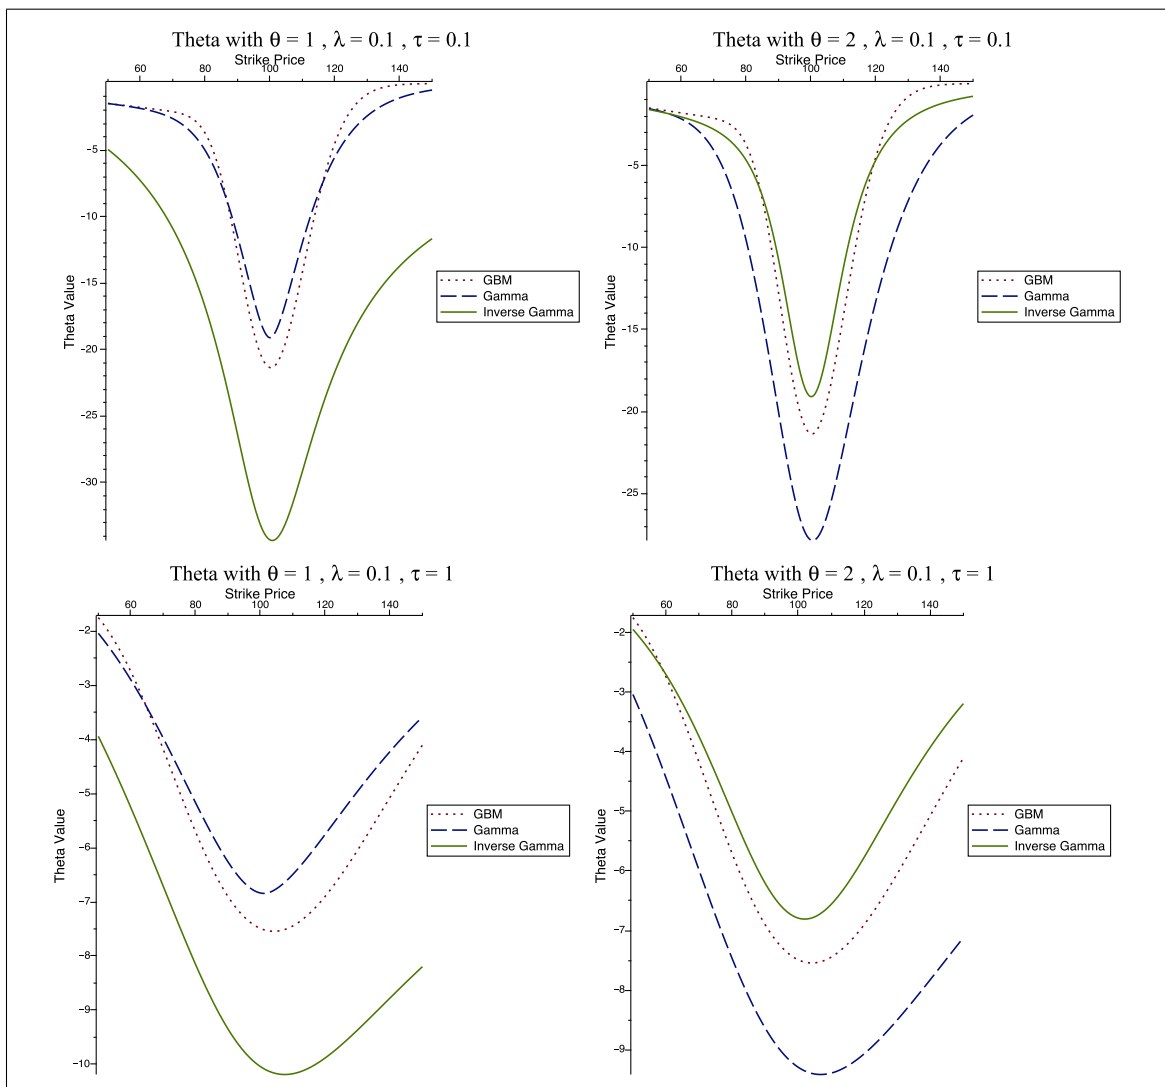 Theta with θ = 1 , λ = 0.1 , τ = 0.1
Strike Price
60 80 100 120 140
-5
-10
-15
-20
-25
-30
Theta Value
GBM
Gamma
Inverse Gamma
Theta with θ = 2 , λ = 0.1 , τ = 0.1
Strike Price
60 80 100 120 140
-5
-10
-15
-20
-25
Theta Value
GBM
Gamma
Inverse Gamma
Theta with θ = 1 , λ = 0.1 , τ = 1
Strike Price
60 80 100 120 140
-2
-3
-4
-5
-6
-7
-8
-9
-10
Theta Value
GBM
Gamma
Inverse Gamma
Theta with θ = 2 , λ = 0.1 , τ = 1
Strike Price
60 80 100 120 140
-2
-3
-4
-5
-6
-7
-8
-9
Theta Value
GBM
Gamma
Inverse Gamma